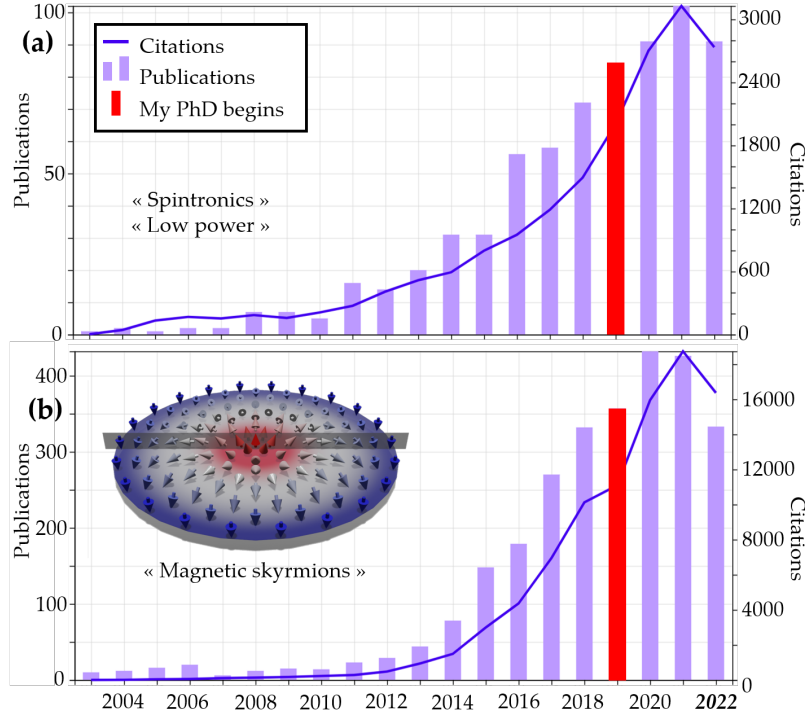 (a)
Citations
Publications
My PhD begins
« Spintronics »
« Low power »
Publications
100
50
0
Citations
3000
2400
1800
1200
600
0
(b)
« Magnetic skyrmions »
Publications
400
300
200
100
0
Citations
16000
12000
8000
4000
0
2004 2006 2008 2010 2012 2014 2016 2018 2020 2022